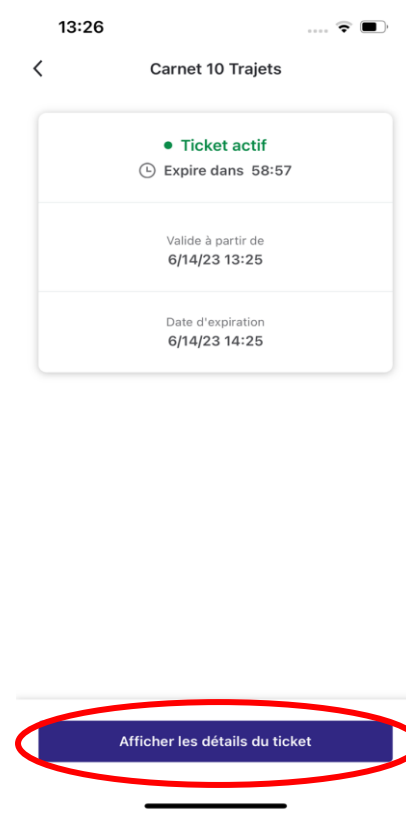 13:26
Carnet 10 Trajets
Ticket actif
Expire dans 58:57
Valide à partir de
6/14/23 13:25
Date d'expiration
6/14/23 14:25
Afficher les détails du ticket